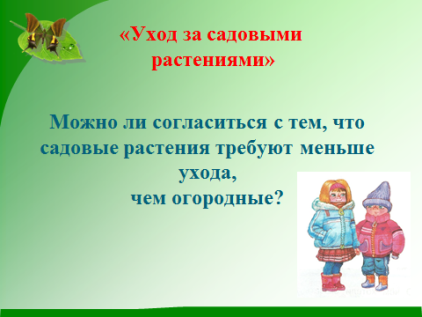 «Уход за садовыми
растениями»
Можно ли согласиться с тем, что
садовые растения требуют меньше
ухода,
чем огородные?